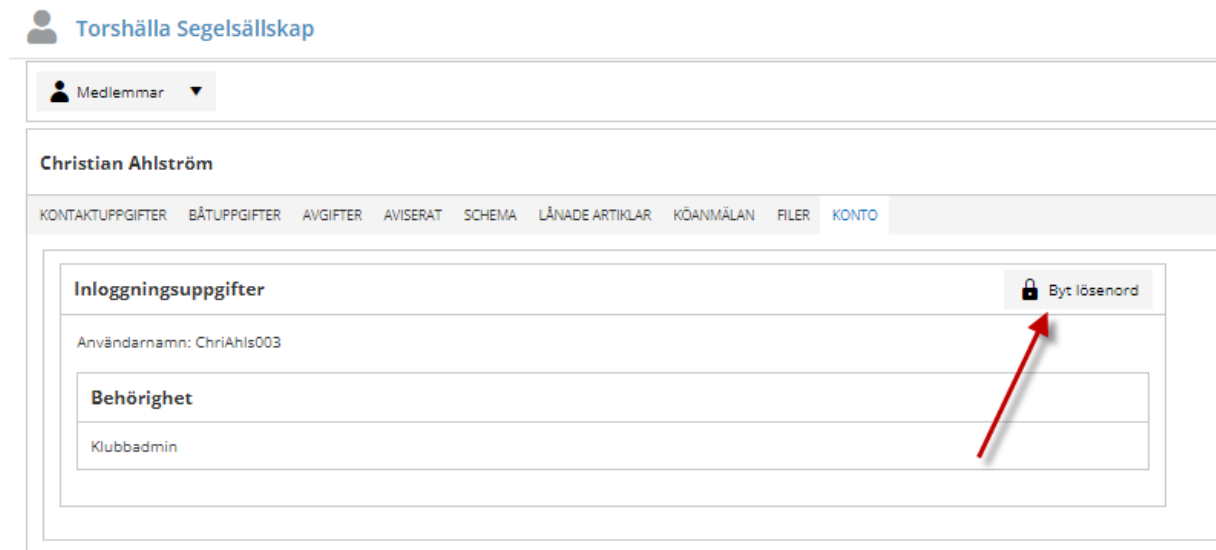 Torshälla Segelsällskap
Medlemmar
Christian Ahlström
KONTAKTUPPGIFTER BÅTUPPGIFTER AVGIFTER AVISERAT SCHEMA LÅNADE ARTIKLAR KÖANMÄLAN FILER KONTO
Inloggningsuppgifter Byt lösenord
Användarnamn: ChriAhls003
Behörighet
Klubbadmin